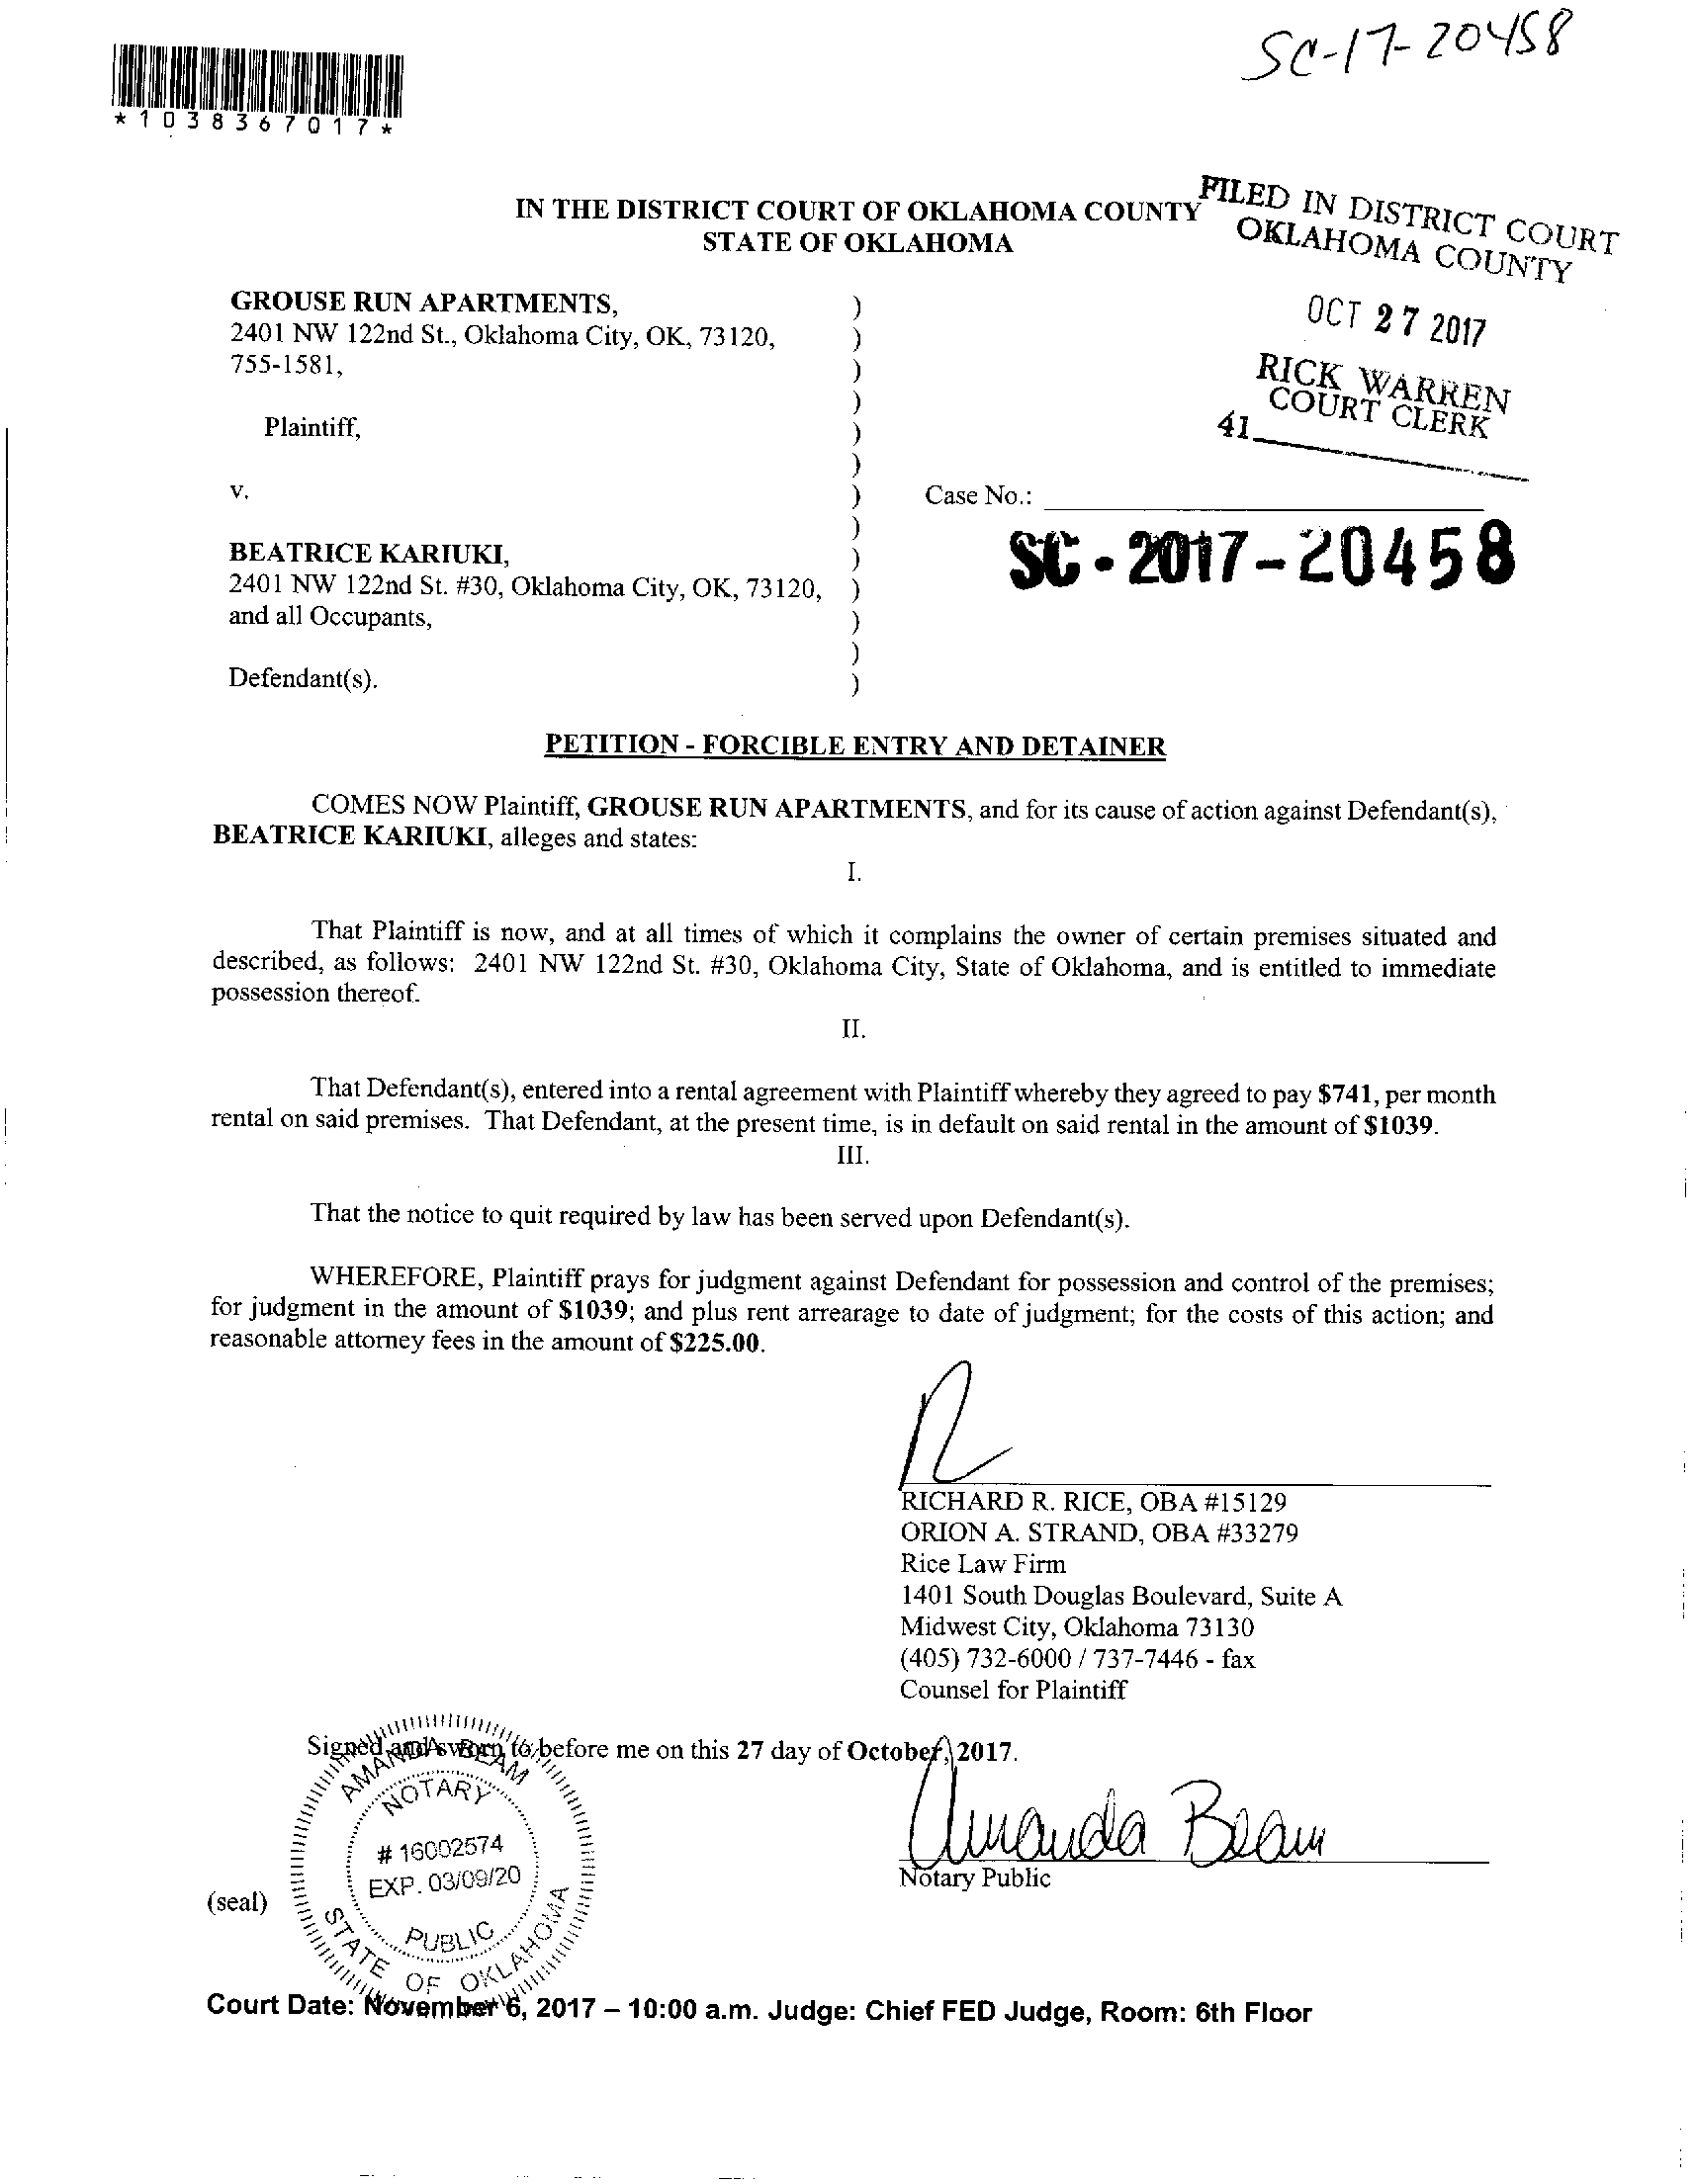 SC-17-20458
*1038367017*
FILED IN DISTRICT COURT
OKLAHOMA COUNTY
OCT 27 2017
RICK WARREN
COURT CLERK
41
IN THE DISTRICT COURT OF OKLAHOMA COUNTY
STATE OF OKLAHOMA
GROUSE RUN APARTMENTS, )
2401 NW 122nd St., Oklahoma City, OK, 73120, )
755-1581, )
)
Plaintiff, )
)
v. ) Case No.:
)
SC-2017-20458
BEATRICE KARIUKI, )
2401 NW 122nd St. #30, Oklahoma City, OK, 73120, )
and all Occupants, )
)
Defendant(s). )
PETITION - FORCIBLE ENTRY AND DETAINER
COMES NOW Plaintiff, GROUSE RUN APARTMENTS, and for its cause of action against Defendant(s),
BEATRICE KARIUKI, alleges and states:
I.
That Plaintiff is now, and at all times of which it complains the owner of certain premises situated and
described, as follows: 2401 NW 122nd St. #30, Oklahoma City, State of Oklahoma, and is entitled to immediate
possession thereof.
II.
That Defendant(s), entered into a rental agreement with Plaintiff whereby they agreed to pay $741, per month
rental on said premises. That Defendant, at the present time, is in default on said rental in the amount of $1039.
III.
That the notice to quit required by law has been served upon Defendant(s).
WHEREFORE, Plaintiff prays for judgment against Defendant for possession and control of the premises;
for judgment in the amount of $1039; and plus rent arrearage to date of judgment; for the costs of this action; and
reasonable attorney fees in the amount of $225.00.
RICHARD R. RICE, OBA #15129
ORION A. STRAND, OBA #33279
Rice Law Firm
1401 South Douglas Boulevard, Suite A
Midwest City, Oklahoma 73130
(405) 732-6000 / 737-7446 - fax
Counsel for Plaintiff
Signed and sworn to before me on this 27 day of October, 2017.
AMANDA BEAM
NOTARY
# 16002574
EXP. 03/09/20
PUBLIC
STATE OF OKLAHOMA
Amanda Beam
Notary Public
(seal)
Court Date: November 6, 2017 – 10:00 a.m. Judge: Chief FED Judge, Room: 6th Floor